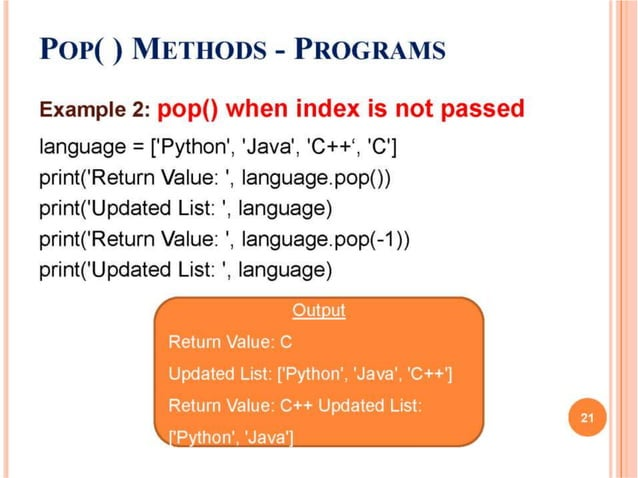 POP( ) METHODS - PROGRAMS
Example 2: pop() when index is not passed
language = ['Python', 'Java', 'C++‘, 'C']
print('Return Value: ', language.pop())
print('Updated List: ', language)
print('Return Value: ', language.pop(-1))
print('Updated List: ', language)
Output
Return Value: C
Updated List: ['Python', 'Java', 'C++']
Return Value: C++ Updated List:
['Python', 'Java']
21